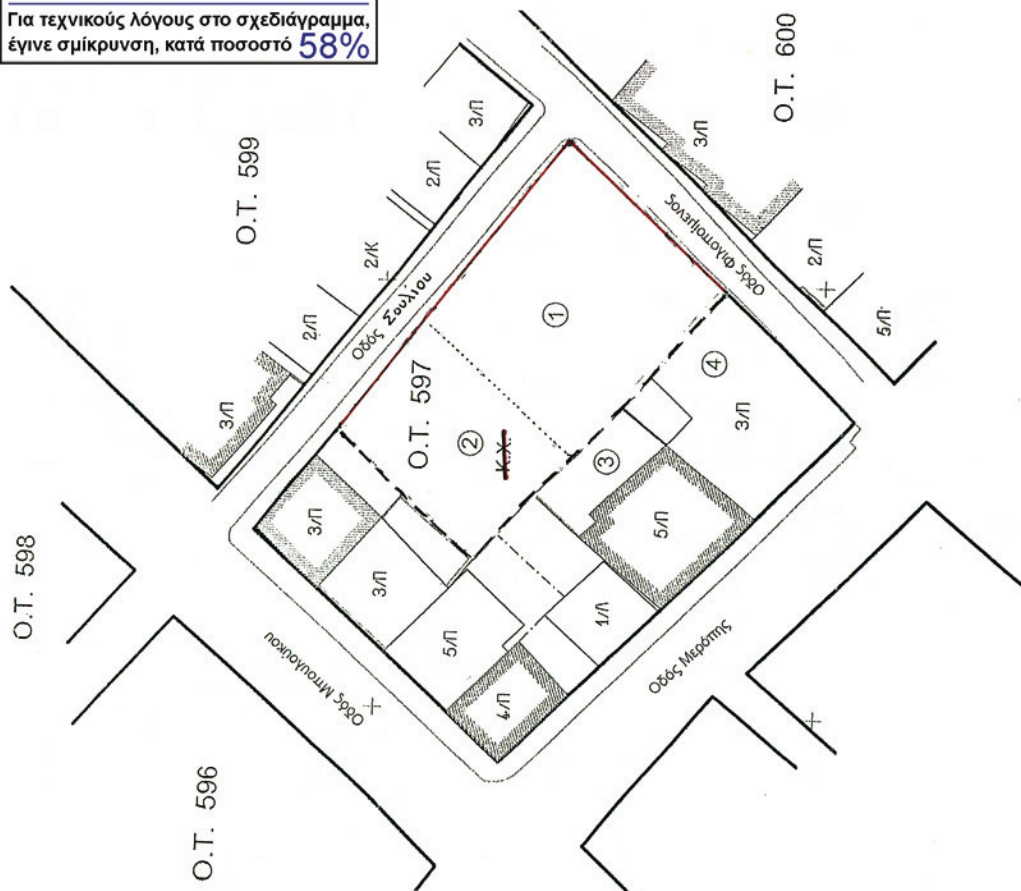 Για τεχνικούς λόγους στο σχεδιάγραμμα,
έγινε σμίκρυνση, κατά ποσοστό 58%
Ο.Τ. 600
Ο.Τ. 599
Ο.Τ. 598
Ο.Τ. 596
Ο.Τ. 597
Οδός Σουλίου
Οδός Φιλοποίμενος
Οδός Μπουλούκου
Οδός Μερόπης
3/Π
2/Π
2/Κ
2/Π
3/Π
3/Π
2/Π
5/Π
1
2
Κ.Χ.
3
4
3/Π
3/Π
3/Π
5/Π
4/Π
1/Λ
5/Π